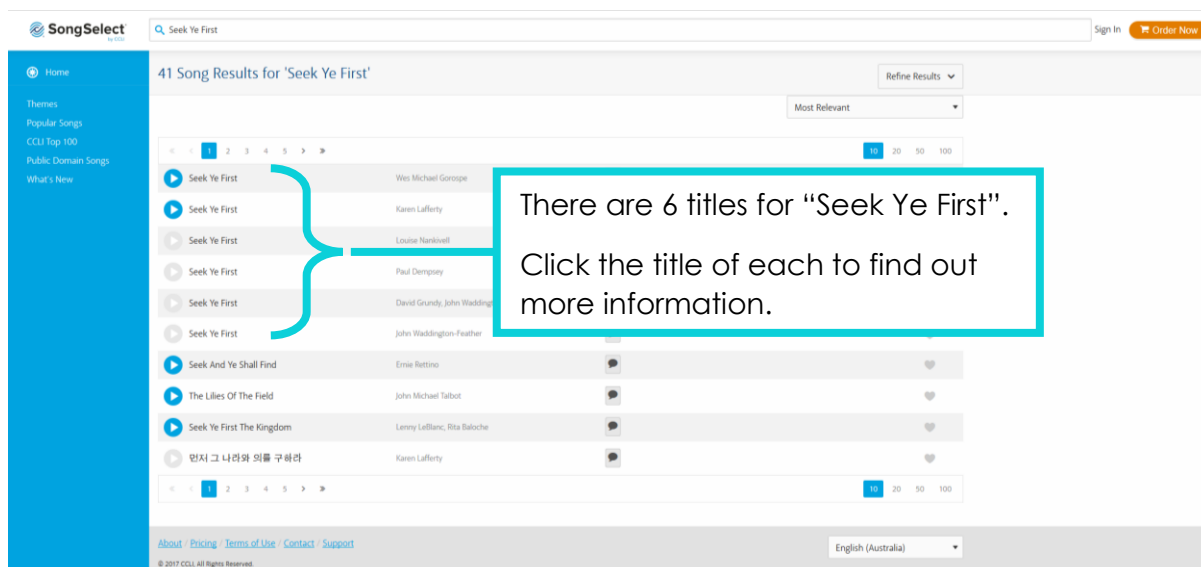 SongSelect
by CCLI
Seek Ye First
Sign In
Order Now
Home
Themes
Popular Songs
CCLI Top 100
Public Domain Songs
What's New
41 Song Results for 'Seek Ye First'
Refine Results
Most Relevant
« < 1 2 3 4 5 > »
10 20 50 100
Seek Ye First Wes Michael Gorospe
Seek Ye First Karen Lafferty
Seek Ye First Louise Nankivell
Seek Ye First Paul Dempsey
Seek Ye First David Grundy, John Wadding
Seek Ye First John Waddington-Feather
There are 6 titles for “Seek Ye First”.
Click the title of each to find out
more information.
Seek And Ye Shall Find Ernie Rettino
The Lilies Of The Field John Michael Talbot
Seek Ye First The Kingdom Lenny LeBlanc, Rita Baloche
먼저 그 나라와 의를 구하라 Karen Lafferty
« < 1 2 3 4 5 > »
10 20 50 100
About / Pricing / Terms of Use / Contact / Support
English (Australia)
© 2017 CCLI. All Rights Reserved.